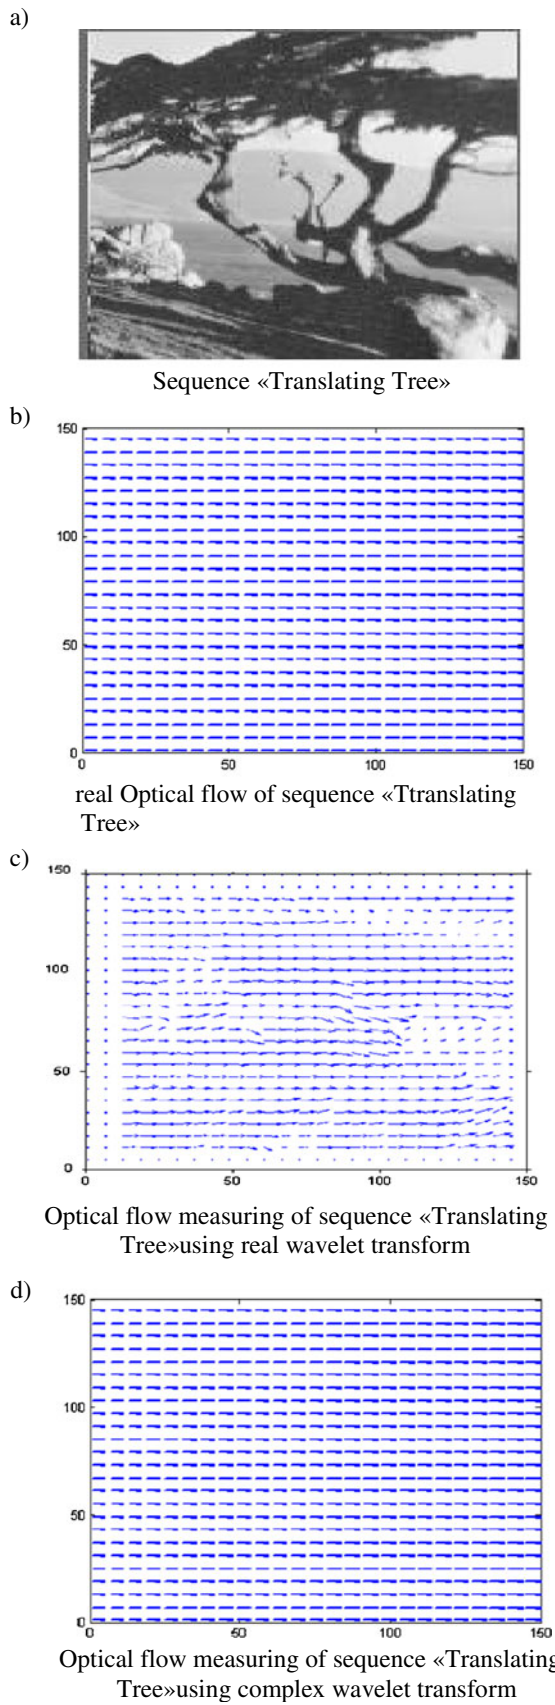 a)
Sequence «Translating Tree»
b)
150
100
50
0
0 50 100 150
real Optical flow of sequence «Ttranslating
Tree»
c)
150
100
50
0
0 50 100 150
Optical flow measuring of sequence «Translating
Tree»using real wavelet transform
d)
150
100
50
0
0 50 100 150
Optical flow measuring of sequence «Translating
Tree»using complex wavelet transform